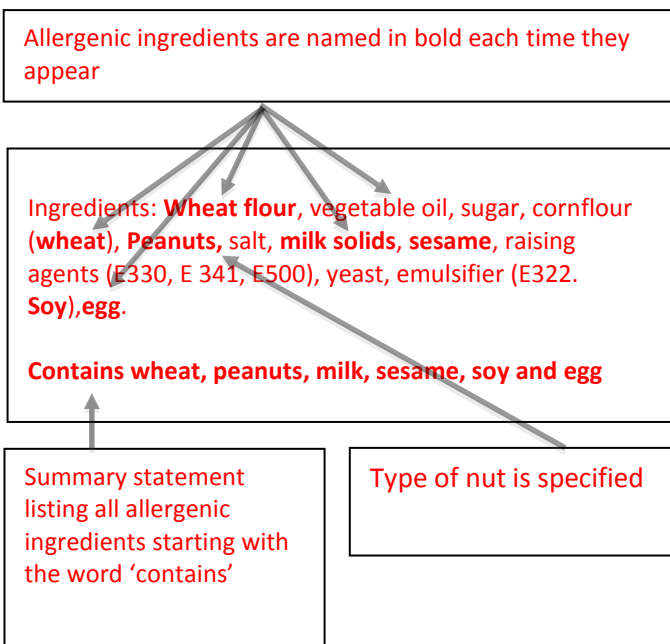 Allergenic ingredients are named in bold each time they
appear
Ingredients: Wheat flour, vegetable oil, sugar, cornflour
(wheat), Peanuts, salt, milk solids, sesame, raising
agents (E330, E 341, E500), yeast, emulsifier (E322.
Soy),egg.
Contains wheat, peanuts, milk, sesame, soy and egg
Summary statement
listing all allergenic
ingredients starting with
the word ‘contains’
Type of nut is specified